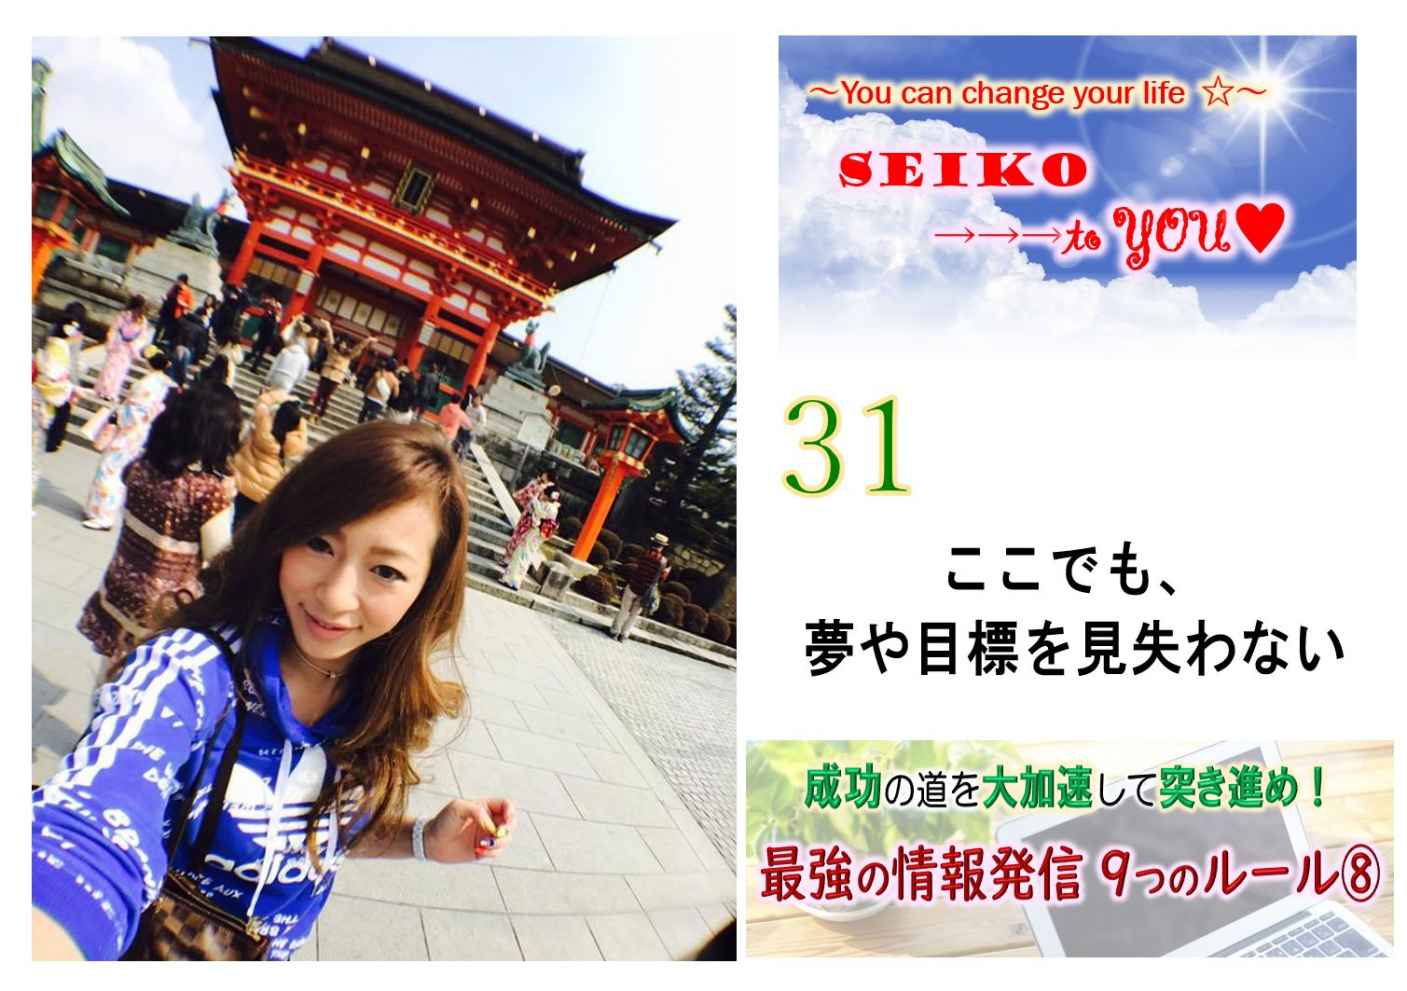 ～You can change your life ☆～
SEIKO
→→→to YOU♥
31
ここでも、
夢や目標を見失わない
成功の道を大加速して突き進め！
最強の情報発信 9つのルール⑧
adidas